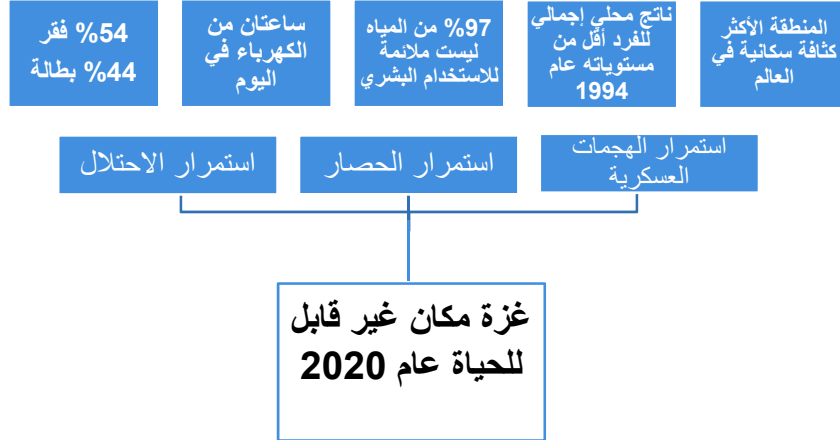 المنطقة الأكثر
كثافة سكانية في
العالم
ناتج محلي إجمالي
للفرد أقل من
مستوياته عام
1994
97% من المياه
ليست ملائمة
للاستخدام البشري
ساعتان من
الكهرباء في
اليوم
54% فقر
44% بطالة
استمرار الهجمات
العسكرية
استمرار الحصار
استمرار الاحتلال
غزة مكان غير قابل
للحياة عام 2020